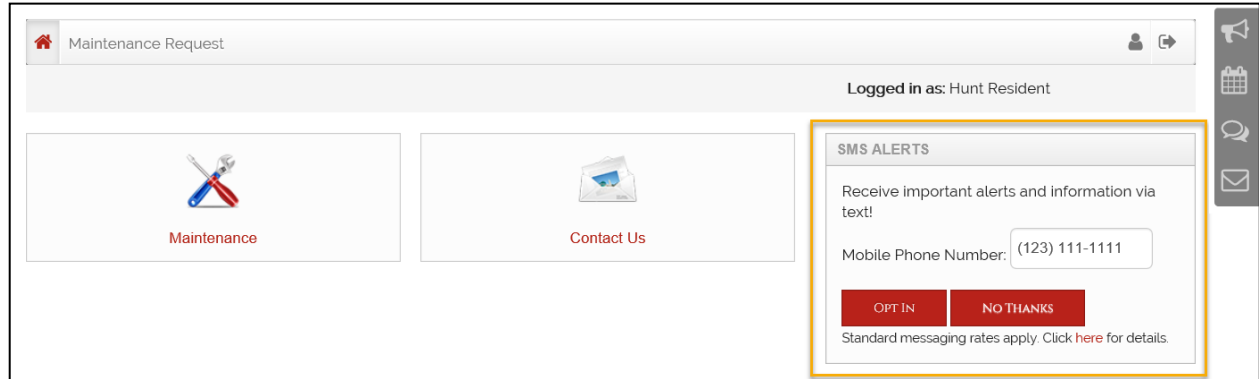 Maintenance Request
Logged in as: Hunt Resident
Maintenance
Contact Us
SMS ALERTS
Receive important alerts and information via
text!
Mobile Phone Number: (123) 111-1111
OPT IN NO THANKS
Standard messaging rates apply. Click here for details.